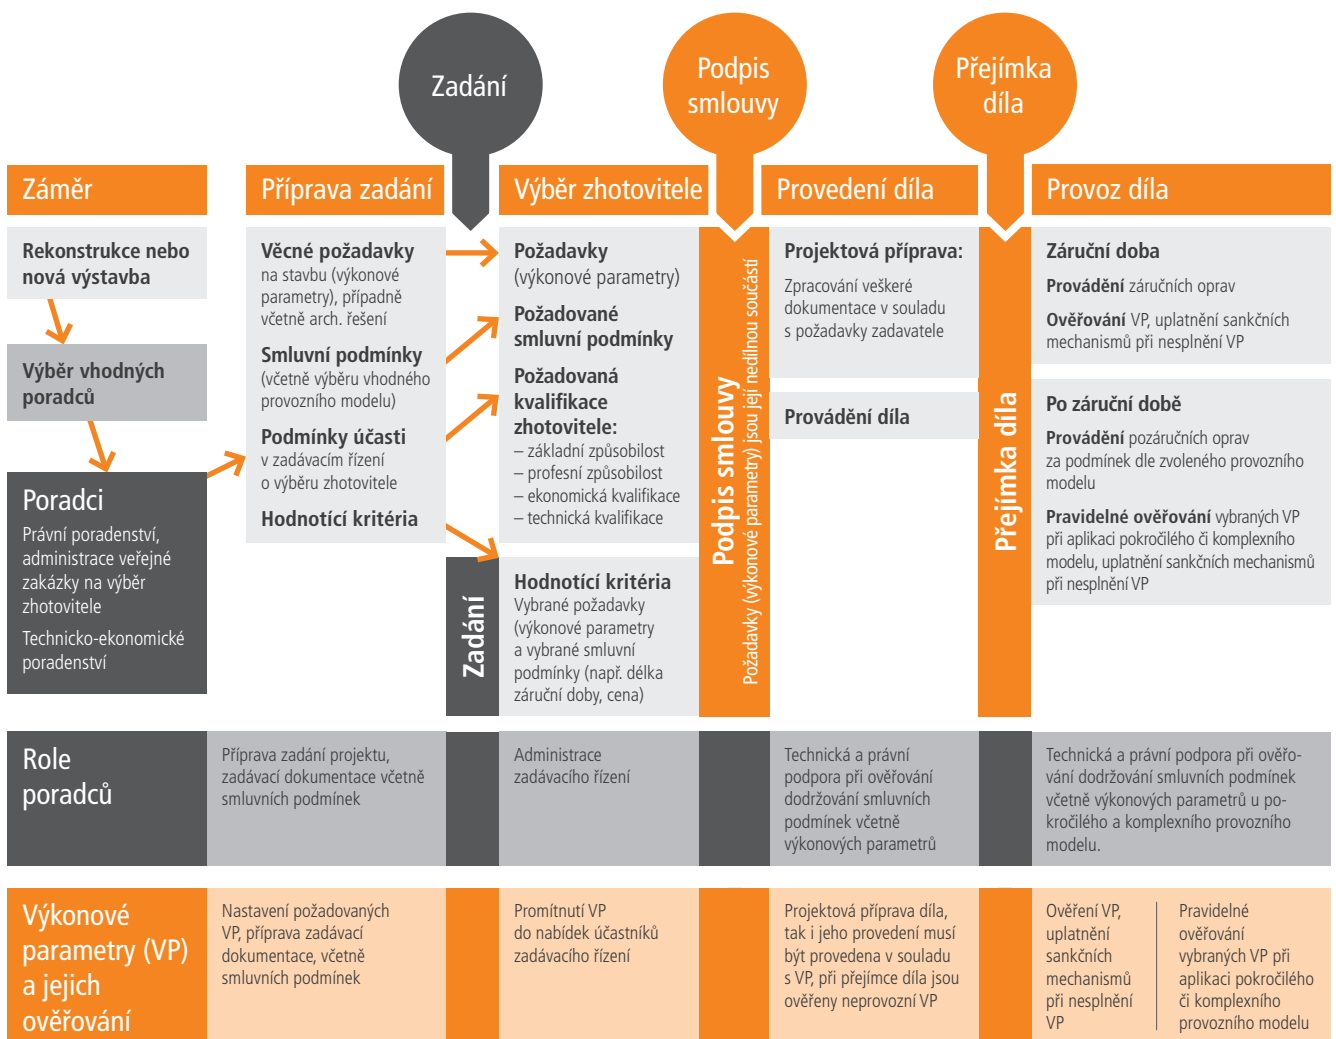 Zadání
Podpis
smlouvy
Přejímka
díla
Záměr
Rekonstrukce nebo
nová výstavba
Výběr vhodných
poradců
Poradci
Právní poradenství,
administrace veřejné
zakázky na výběr
zhotovitele
Technicko-ekonomické
poradenství
Příprava zadání
Věcné požadavky
na stavbu (výkonové
parametry), případně
včetně arch. řešení
Smluvní podmínky
(včetně výběru vhodného
provozního modelu)
Podmínky účasti
v zadávacím řízení
o výběru zhotovitele
Hodnotící kritéria
Zadání
Výběr zhotovitele
Požadavky
(výkonové parametry)
Požadované
smluvní podmínky
Požadovaná
kvalifikace
zhotovitele:
– základní způsobilost
– profesní způsobilost
– ekonomická kvalifikace
– technická kvalifikace
Hodnotící kritéria
Vybrané požadavky
(výkonové parametry
a vybrané smluvní
podmínky (např. délka
záruční doby, cena)
Podpis smlouvy
Požadavky (výkonové parametry) jsou její nedílnou součástí
Provedení díla
Projektová příprava:
Zpracování veškeré
dokumentace v souladu
s požadavky zadavatele
Provádění díla
Přejímka díla
Provoz díla
Záruční doba
Provádění záručních oprav
Ověřování VP, uplatnění sankčních
mechanismů při nesplnění VP
Po záruční době
Provádění pozáručních oprav
za podmínek dle zvoleného provozního
modelu
Pravidelné ověřování vybraných VP
při aplikaci pokročilého či komplexního
modelu, uplatnění sankčních mechanismů
při nesplnění VP
Role
poradců
Příprava zadání projektu,
zadávací dokumentace včetně
smluvních podmínek
Administrace
zadávacího řízení
Technická a právní
podpora při ověřování
dodržování smluvních
podmínek včetně
výkonových parametrů
Technická a právní podpora při ověřo-
vání dodržování smluvních podmínek
včetně výkonových parametrů u po-
kročilého a komplexního provozního
modelu.
Výkonové
parametry (VP)
a jejich
ověřování
Nastavení požadovaných
VP, příprava zadávací
dokumentace, včetně
smluvních podmínek
Promítnutí VP
do nabídek účastníků
zadávacího řízení
Projektová příprava díla,
tak i jeho provedení musí
být provedena v souladu
s VP, při přejímce díla jsou
ověřeny neprovozní VP
Ověření VP,
uplatnění
sankčních
mechanismů
při nesplnění
VP
Pravidelné
ověřování
vybraných VP při
aplikaci pokročilého
či komplexního
provozního modelu